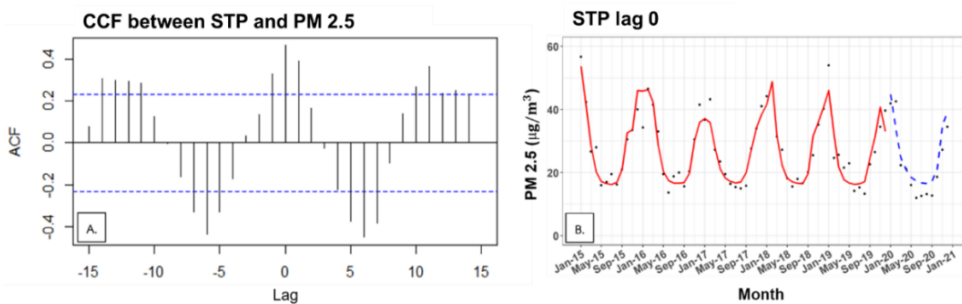 CCF between STP and PM 2.5
ACF
0.4
0.2
0.0
-0.2
-0.4
A.
-15
-10
-5
0
5
10
15
Lag
STP lag 0
PM 2.5 (μg/m³)
60
40
20
0
B.
Jan-15
May-15
Sep-15
Jan-16
May-16
Sep-16
Jan-17
May-17
Sep-17
Jan-18
May-18
Sep-18
Jan-19
May-19
Sep-19
Jan-20
May-20
Sep-20
Jan-21
Month